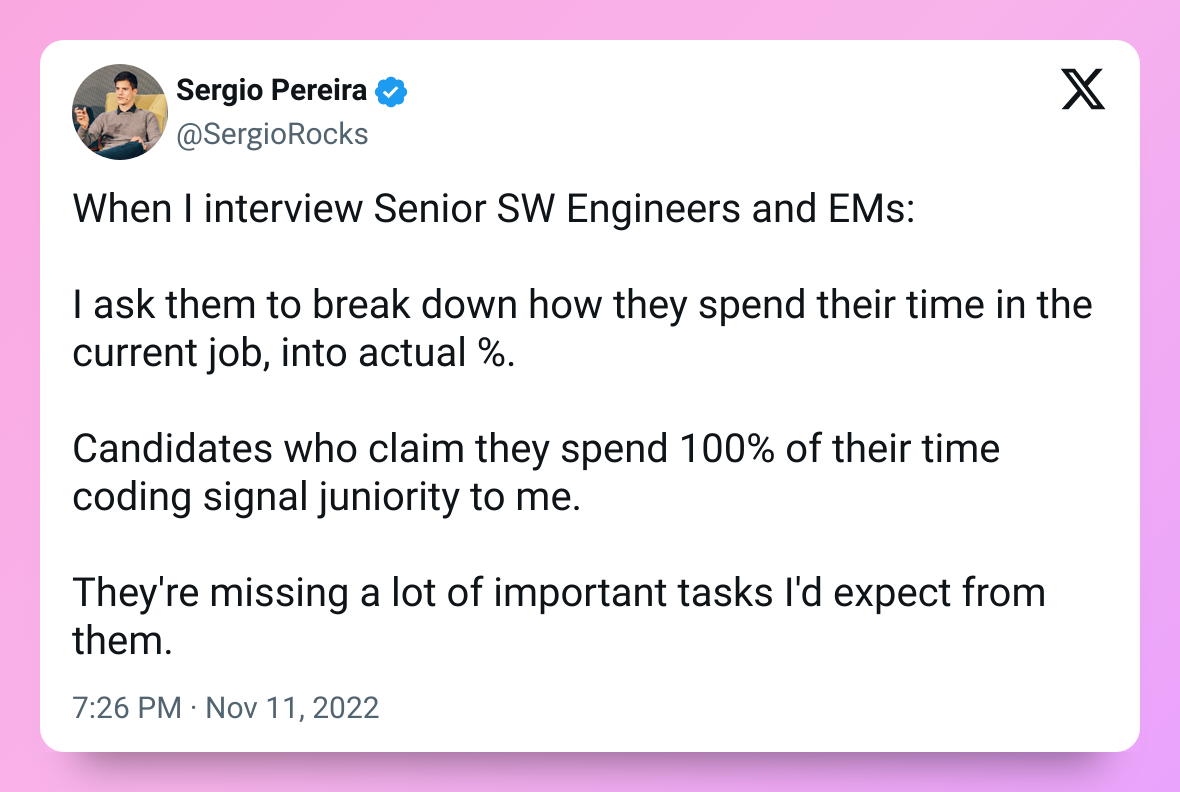 Sergio Pereira
@SergioRocks
When I interview Senior SW Engineers and EMs:
I ask them to break down how they spend their time in the
current job, into actual %.
Candidates who claim they spend 100% of their time
coding signal juniority to me.
They're missing a lot of important tasks I'd expect from
them.
7:26 PM · Nov 11, 2022